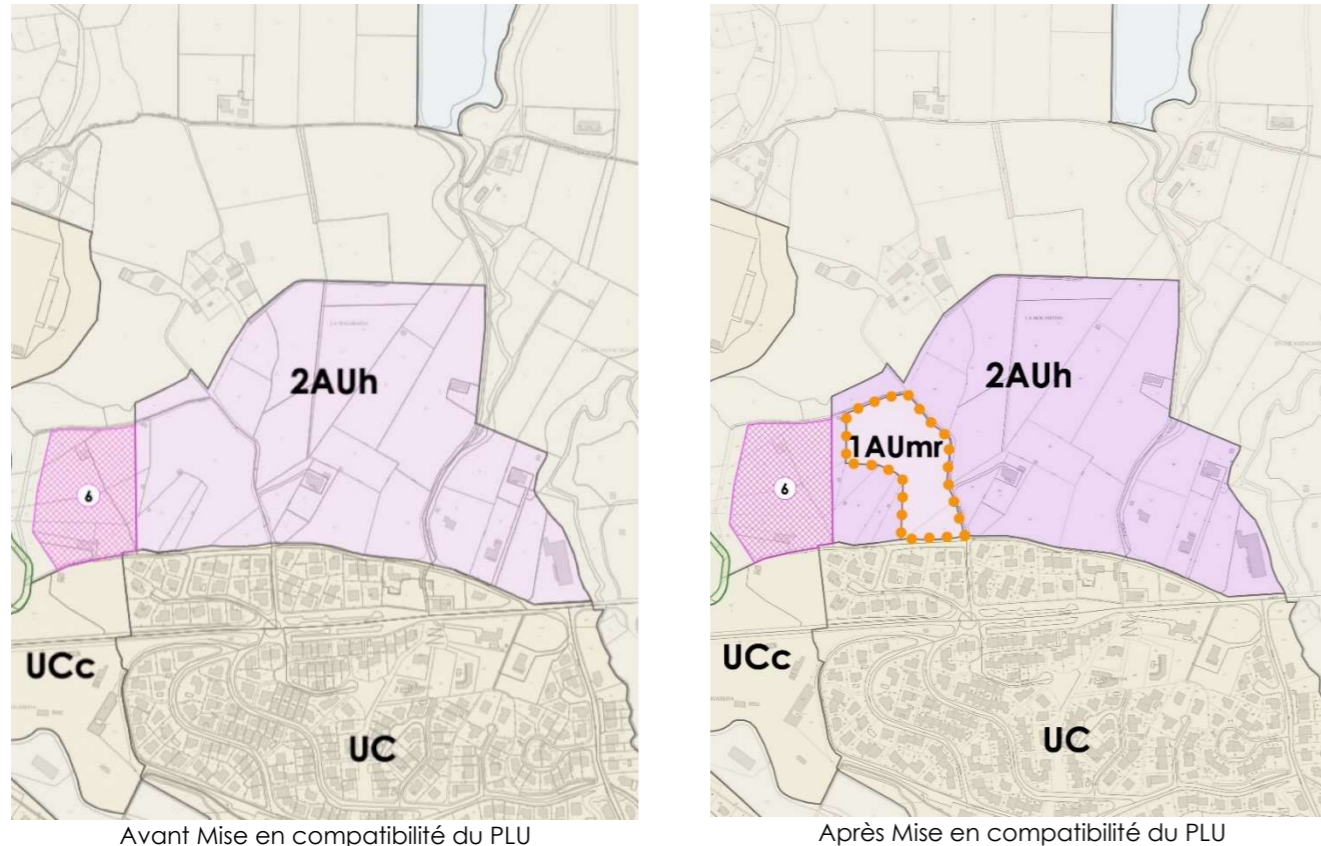 2AUh
6
UCc
UC
Avant Mise en compatibilité du PLU
2AUh
1AUmr
6
UCc
UC
Après Mise en compatibilité du PLU